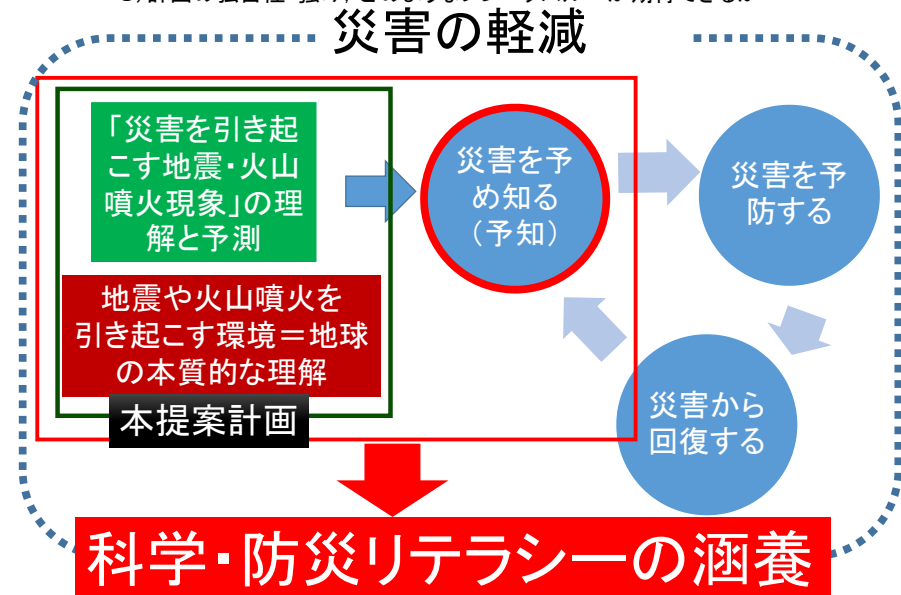 災害の軽減
「災害を引き起
こす地震・火山
噴火現象」の理
解と予測
災害を予
め知る
（予知）
災害を予
防する
地震や火山噴火を
引き起こす環境＝地球
の本質的な理解
本提案計画
災害から
回復する
科学・防災リテラシーの涵養